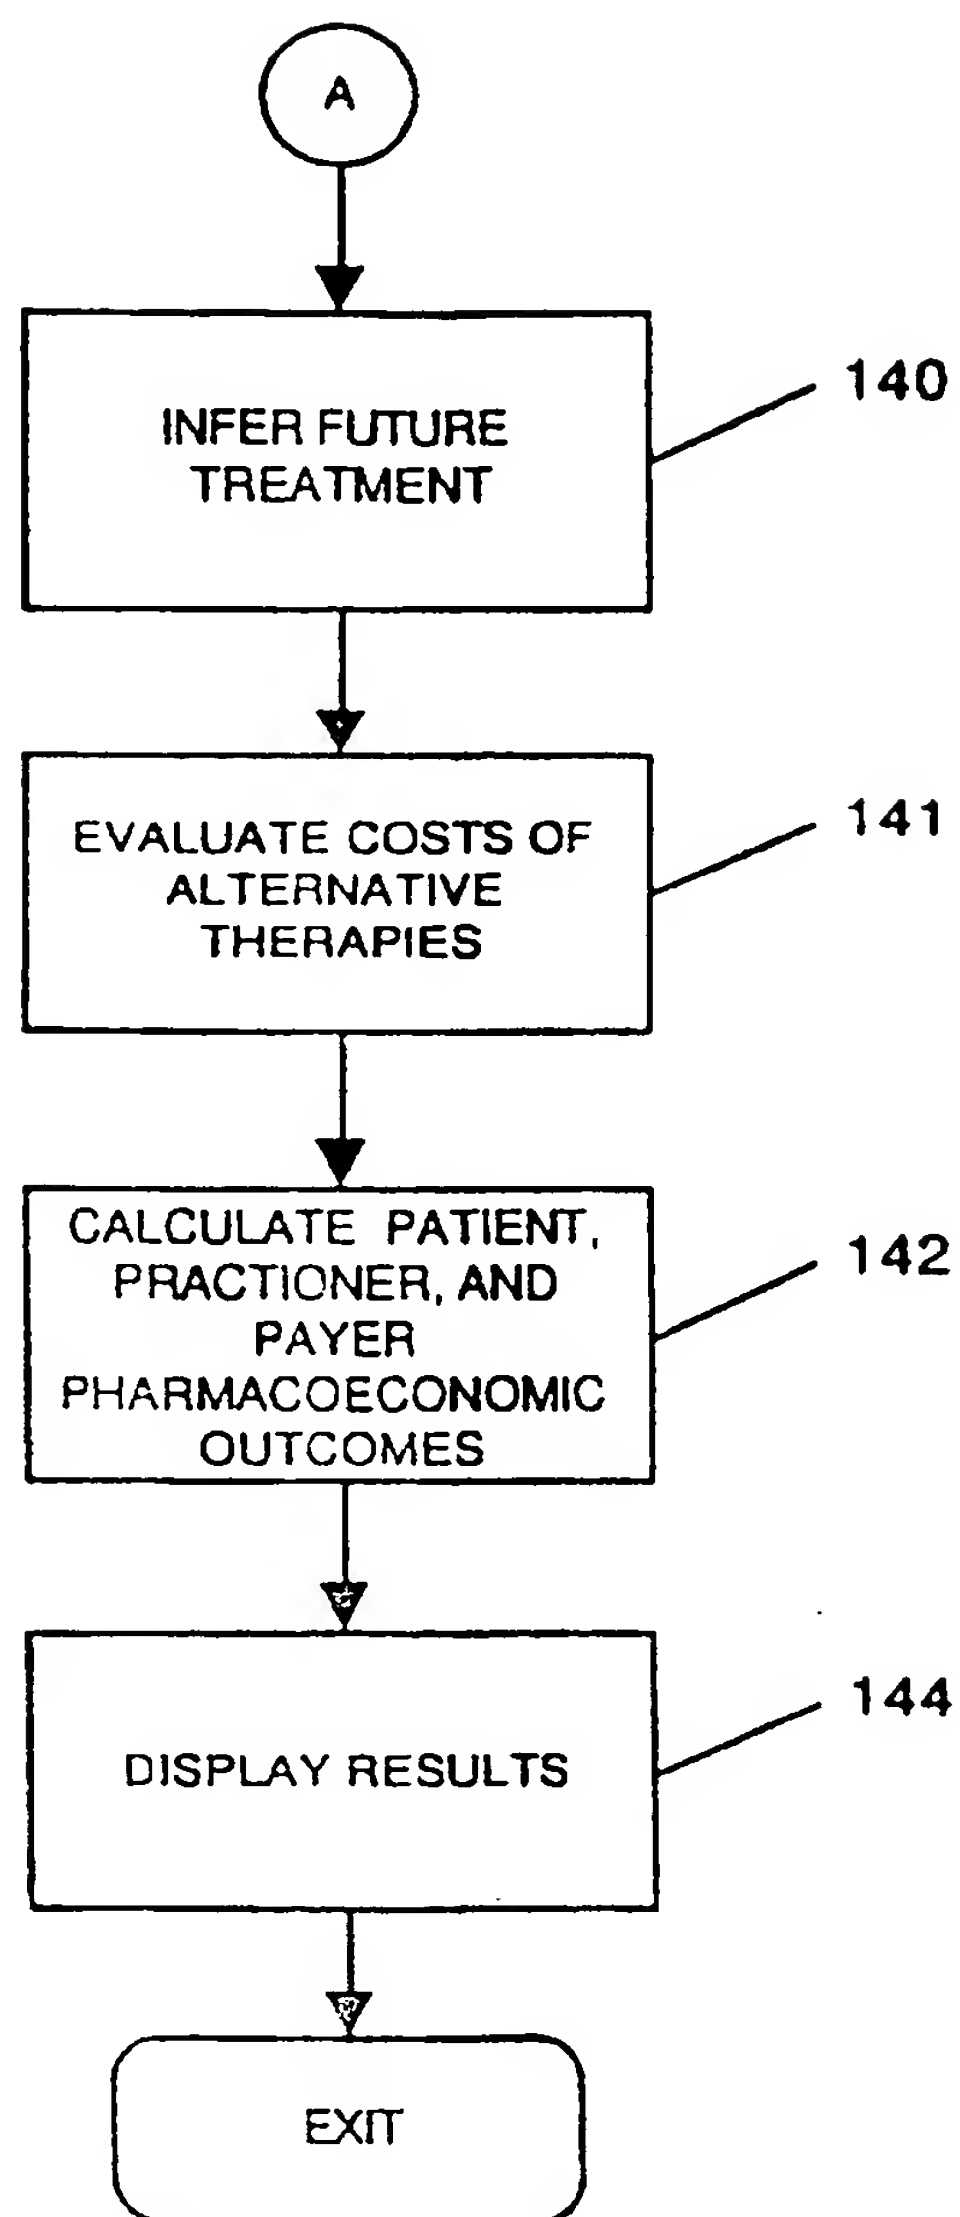 A
INFER FUTURE
TREATMENT
140
EVALUATE COSTS OF
ALTERNATIVE
THERAPIES
141
CALCULATE PATIENT,
PRACTIONER, AND
PAYER
PHARMACOECONOMIC
OUTCOMES
142
DISPLAY RESULTS
144
EXIT